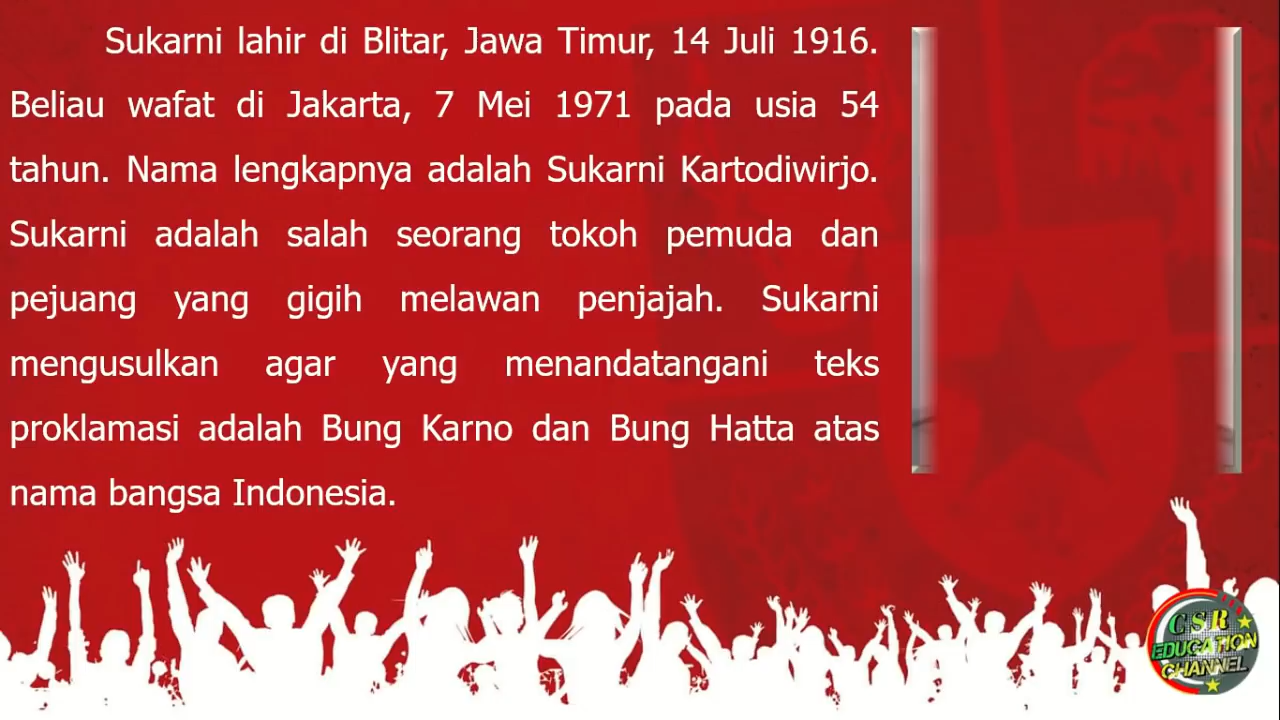 Sukarni lahir di Blitar, Jawa Timur, 14 Juli 1916.
Beliau wafat di Jakarta, 7 Mei 1971 pada usia 54
tahun. Nama lengkapnya adalah Sukarni Kartodiwirjo.
Sukarni adalah salah seorang tokoh pemuda dan
pejuang yang gigih melawan penjajah. Sukarni
mengusulkan agar yang menandatangani teks
proklamasi adalah Bung Karno dan Bung Hatta atas
nama bangsa Indonesia.
GSR
EDUCATION
CHANNEL